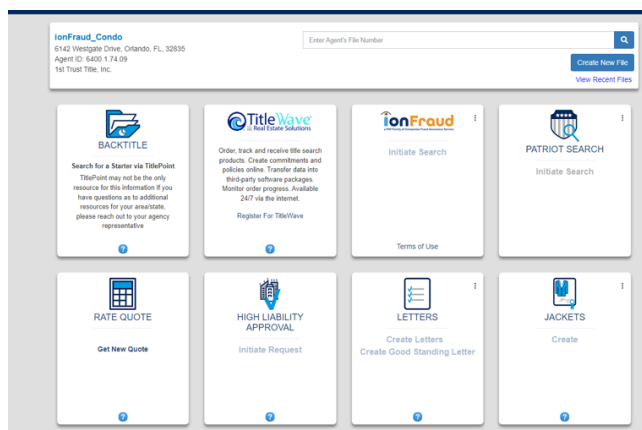 ionFraud_Condo
6142 Westgate Drive, Orlando, FL, 32835
Agent ID: 6400.1.74.09
1st Trust Title, Inc.
Enter Agent's File Number
Create New File
View Recent Files
BACKTITLE
Search for a Starter via TitlePoint
TitlePoint may not be the only
resource for this information If you
have questions as to additional
resources for your area/state,
please reach out to your agency
representative
?
TitleWave
Real Estate Solutions
Order, track and receive title search
products. Create commitments and
policies online. Transfer data into
third-party software packages.
Monitor order progress. Available
24/7 via the internet.
Register For TitleWave
?
ionFraud
Initiate Search
Terms of Use
PATRIOT SEARCH
Initiate Search
RATE QUOTE
Get New Quote
?
HIGH LIABILITY
APPROVAL
Initiate Request
?
LETTERS
Create Letters
Create Good Standing Letter
?
JACKETS
Create
?